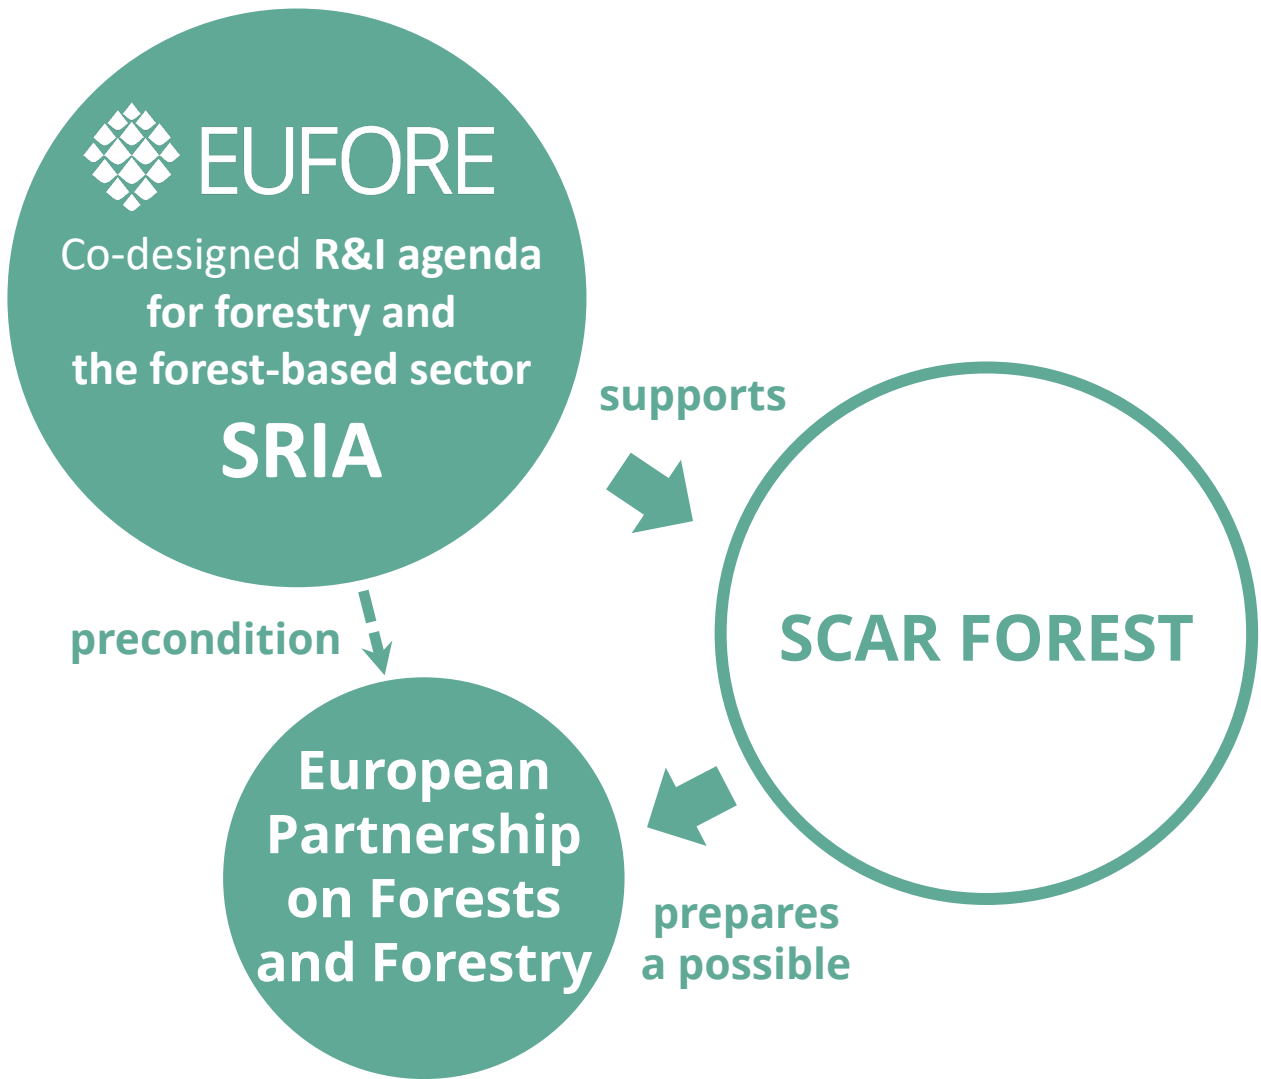 EUFORE
Co-designed R&I agenda
for forestry and
the forest-based sector
SRIA
supports
SCAR FOREST
precondition
European
Partnership
on Forests
and Forestry
prepares
a possible